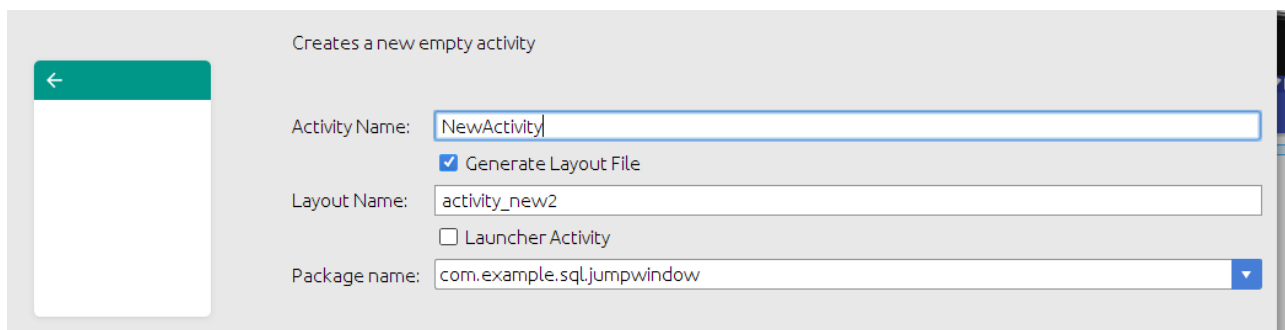 Creates a new empty activity
Activity Name: NewActivity
Generate Layout File
Layout Name: activity_new2
Launcher Activity
Package name: com.example.sql.jumpwindow